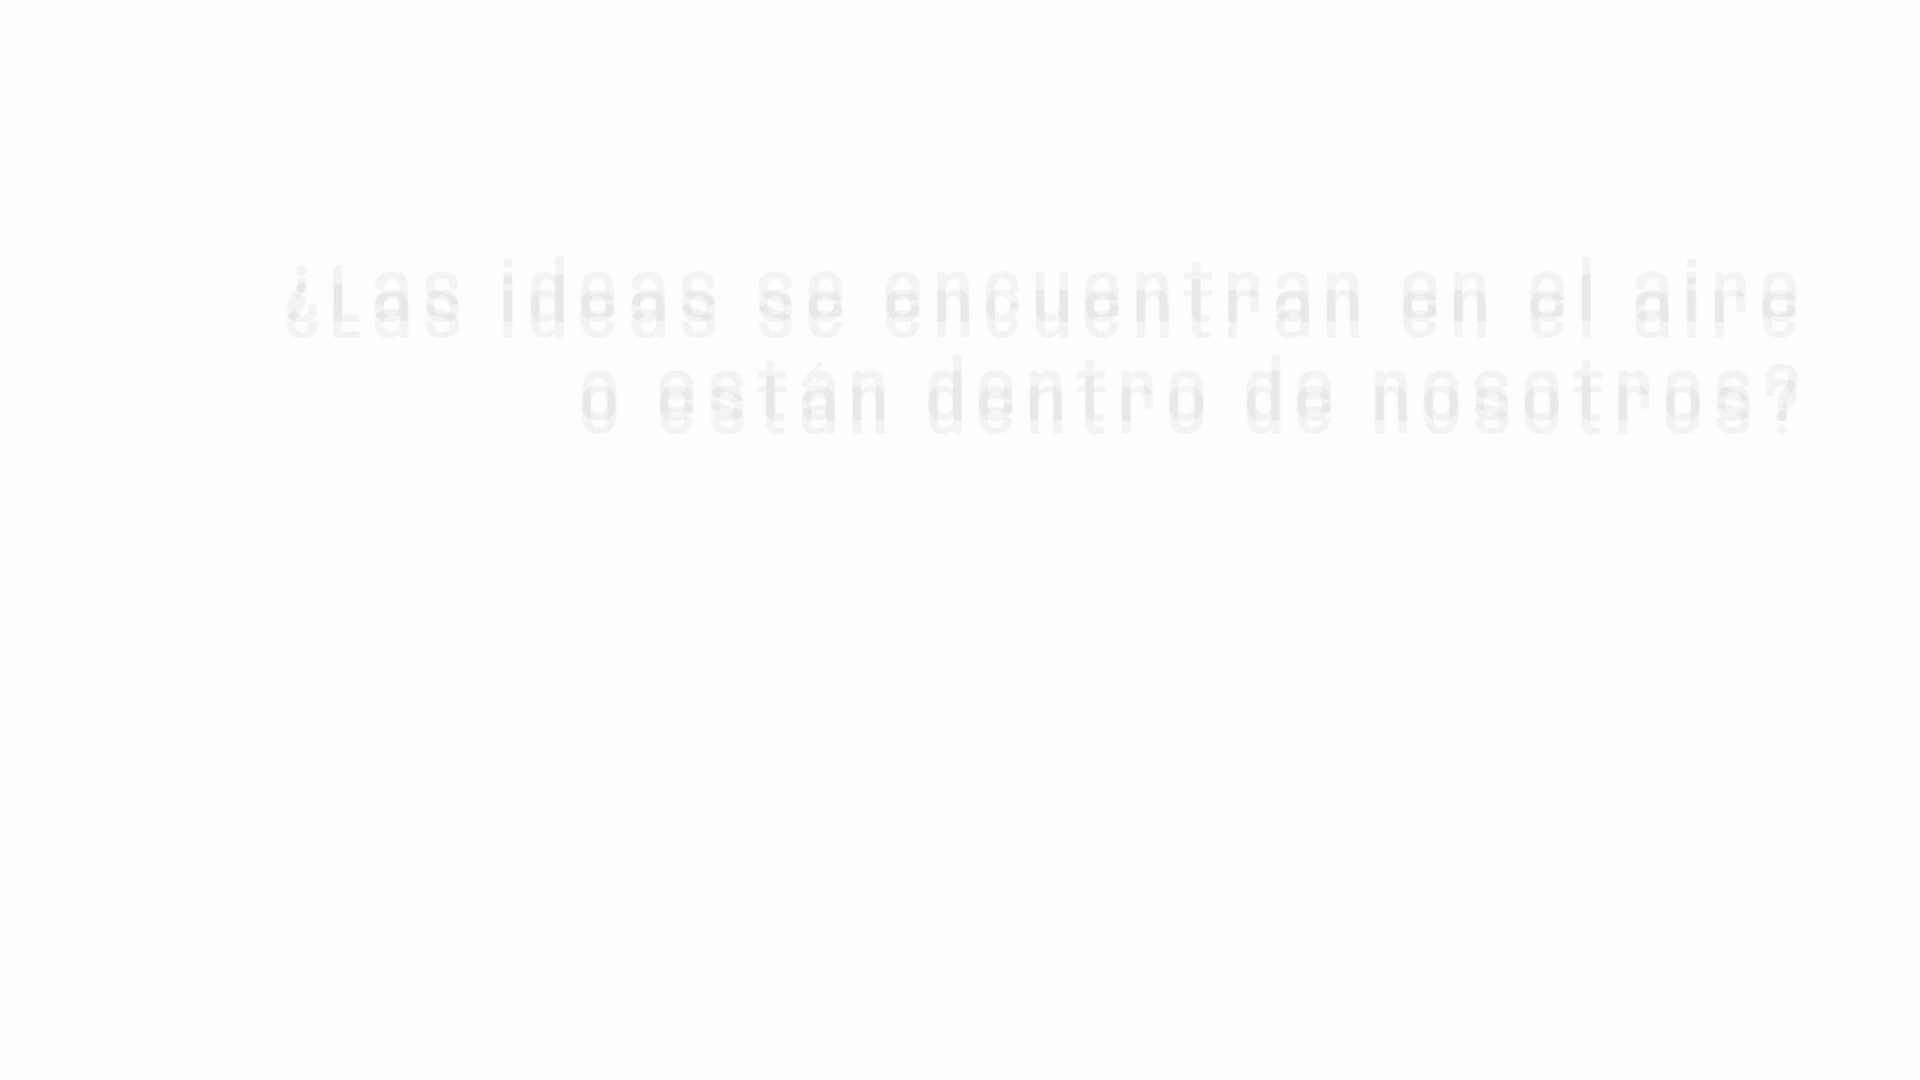 ¿Las ideas se encuentran en el aire
o están dentro de nosotros?